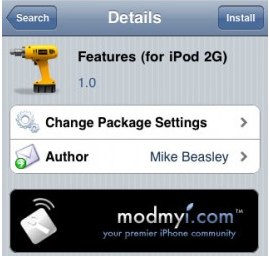 Search Details Install
Features (for iPod 2G)
1.0
Change Package Settings
Author Mike Beasley
modmyi.com™
your premier iPhone community